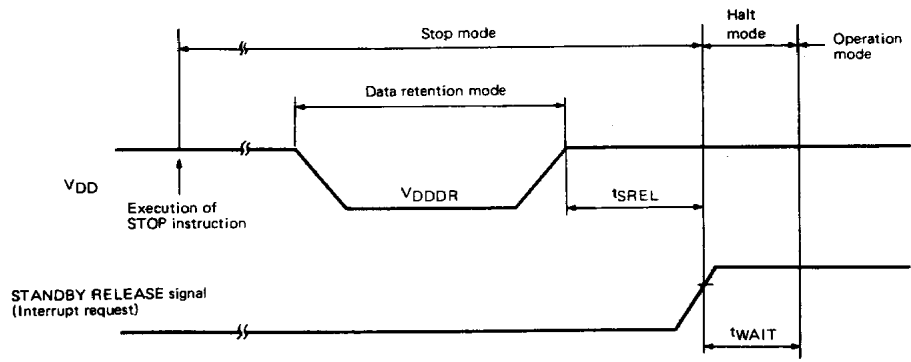 Stop mode
Halt
mode
Operation
mode
Data retention mode
VDD
VDDDR
tSREL
Execution of
STOP instruction
STANDBY RELEASE signal
(Interrupt request)
tWAIT